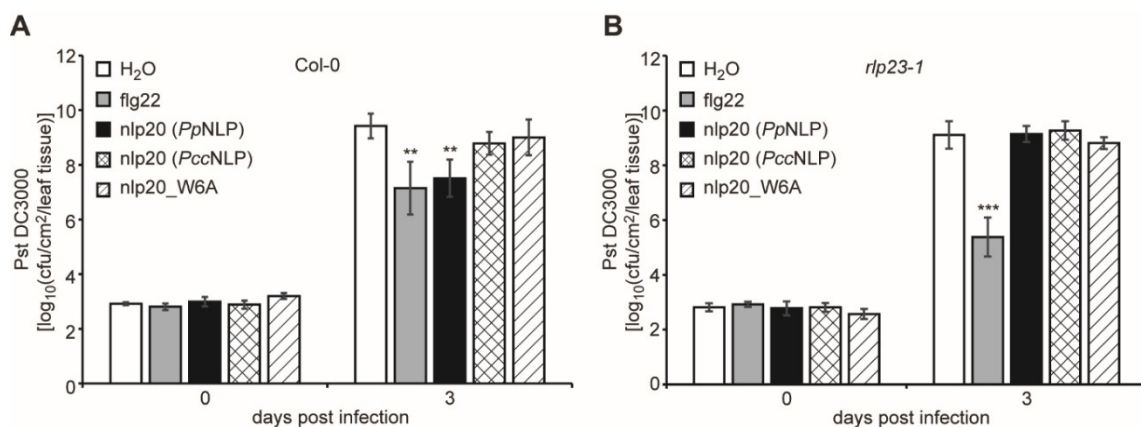 A
Pst DC3000
[log₁₀(cfu/cm²/leaf tissue)]
12
10
8
6
4
2
0
Col-0
H₂O
flg22
nlp20 (PpNLP)
nlp20 (PccNLP)
nlp20_W6A
** **
0 3
days post infection
B
Pst DC3000
[log₁₀(cfu/cm²/leaf tissue)]
12
10
8
6
4
2
0
rlp23-1
H₂O
flg22
nlp20 (PpNLP)
nlp20 (PccNLP)
nlp20_W6A
***
0 3
days post infection